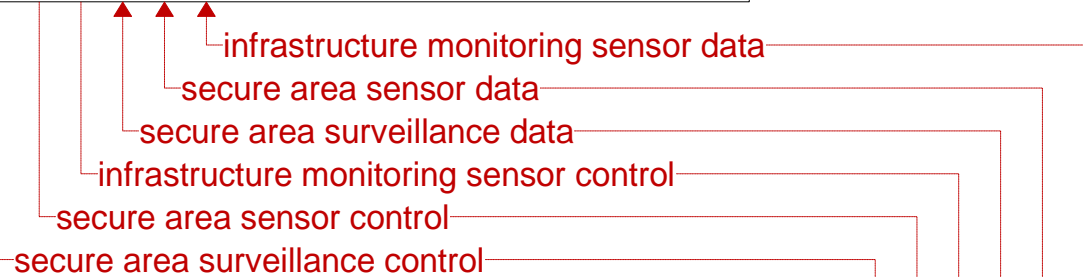 infrastructure monitoring sensor data
secure area sensor data
secure area surveillance data
infrastructure monitoring sensor control
secure area sensor control
secure area surveillance control